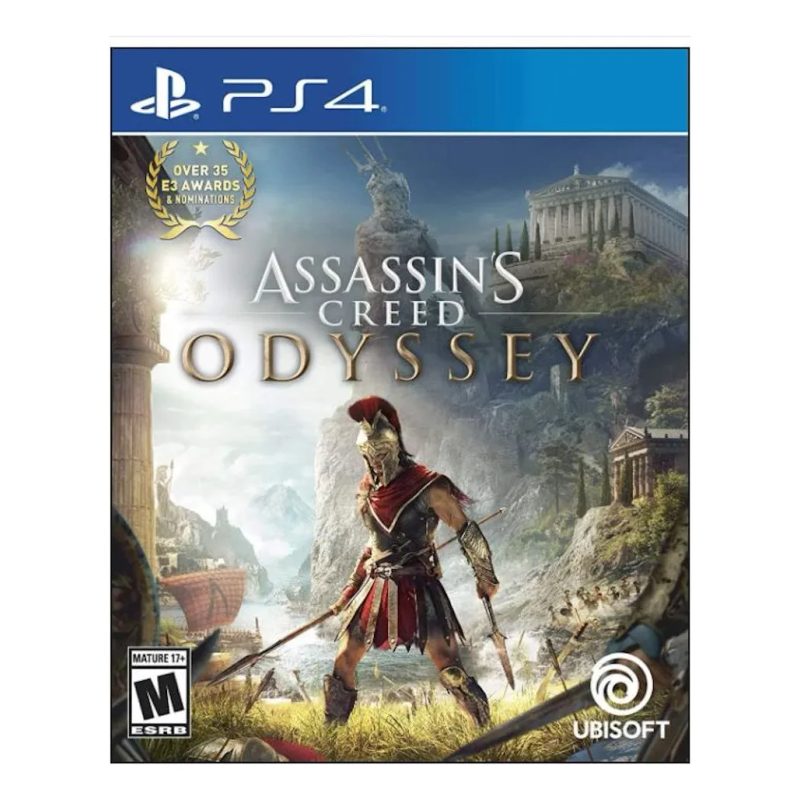 PS4
OVER 35
E3 AWARDS
& NOMINATIONS
ASSASSIN'S
CREED
ODYSSEY
MATURE 17+
M
ESRB
UBISOFT